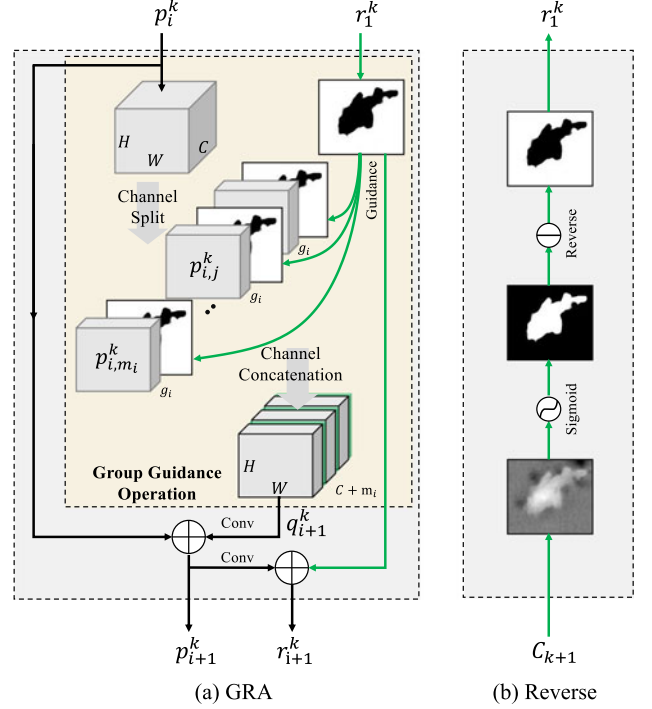 p_i^k
r_1^k
r_1^k
H
W
C
Channel
Split
Guidance
g_i
p_{i,j}^k
g_i
p_{i,m_i}^k
g_i
Channel
Concatenation
H
W
C + m_i
Group Guidance
Operation
Conv
q_{i+1}^k
Conv
p_{i+1}^k
r_{i+1}^k
(a) GRA
Reverse
Sigmoid
C_{k+1}
(b) Reverse